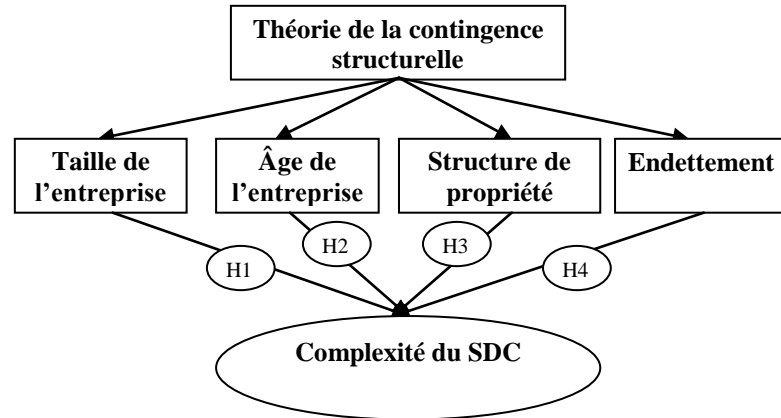 Théorie de la contingence
structurelle
Taille de
l’entreprise
Âge de
l’entreprise
Structure de
propriété
Endettement
H1
H2
H3
H4
Complexité du SDC